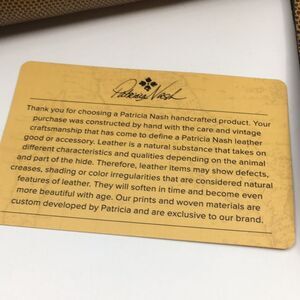 Patricia Nash
Thank you for choosing a Patricia Nash handcrafted product. Your
purchase was constructed by hand with the care and vintage
craftsmanship that has come to define a Patricia Nash leather
good or accessory. Leather is a natural substance that takes on
different characteristics and qualities depending on the animal
and part of the hide. Therefore, leather items may show defects,
creases, shading or color irregularities that are considered natural
features of leather. They will soften in time and become even
more beautiful with age. Our prints and woven materials are
custom developed by Patricia and are exclusive to our brand.